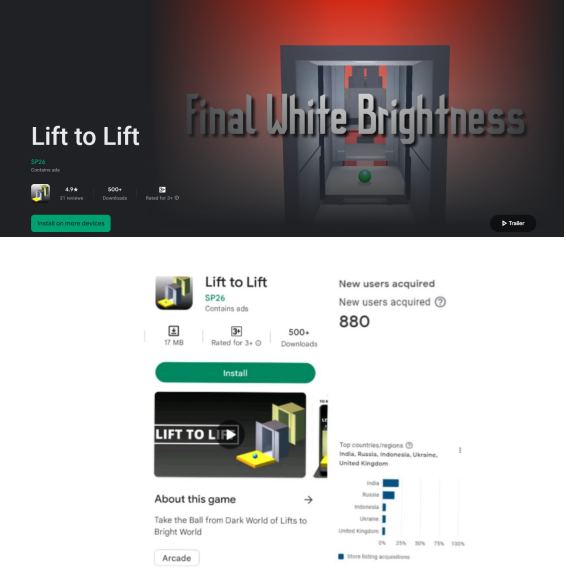 Final White Brightness
Lift to Lift
SP26
Contains ads
4.9★
500+
3+
31 reviews
Downloads
Rated for 3+
Install on more devices
Trailer
Lift to Lift
SP26
Contains ads
3+
500+
17 MB
Rated for 3+
Downloads
Install
LIFT TO LIF
About this game →
Take the Ball from Dark World of Lifts to
Bright World
Arcade
New users acquired
New users acquired ?
880
Top countries/regions ?
India, Russia, Indonesia, Ukraine,
United Kingdom
India
Russia
Indonesia
Ukraine
United Kingdom
0% 25% 50% 75% 100%
Store listing acquisitions